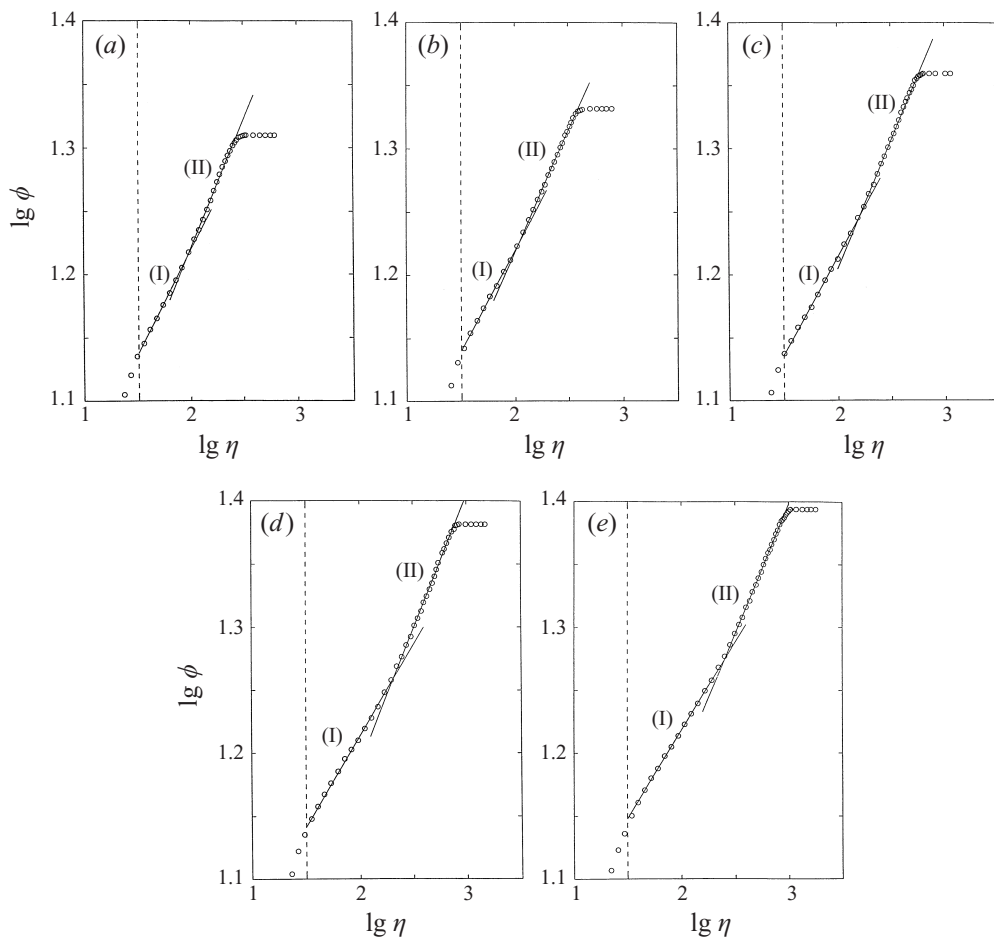 (a)
(b)
(c)
1.4
1.3
1.2
1.1
lg ϕ
(II)
(I)
1
2
3
lg η
1.4
1.3
1.2
1.1
(II)
(I)
1
2
3
lg η
1.4
1.3
1.2
1.1
(II)
(I)
1
2
3
lg η
(d)
(e)
1.4
1.3
1.2
1.1
lg ϕ
(II)
(I)
1
2
3
lg η
1.4
1.3
1.2
1.1
(II)
(I)
1
2
3
lg η